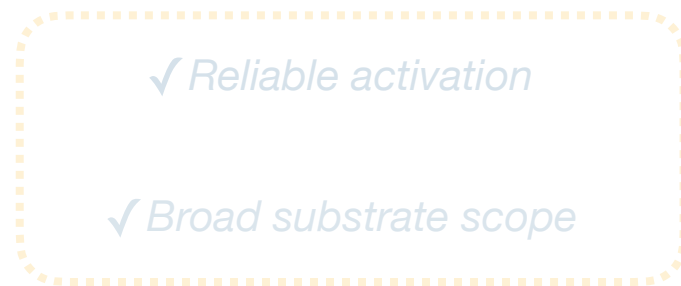 ✓ Reliable activation
✓ Broad substrate scope